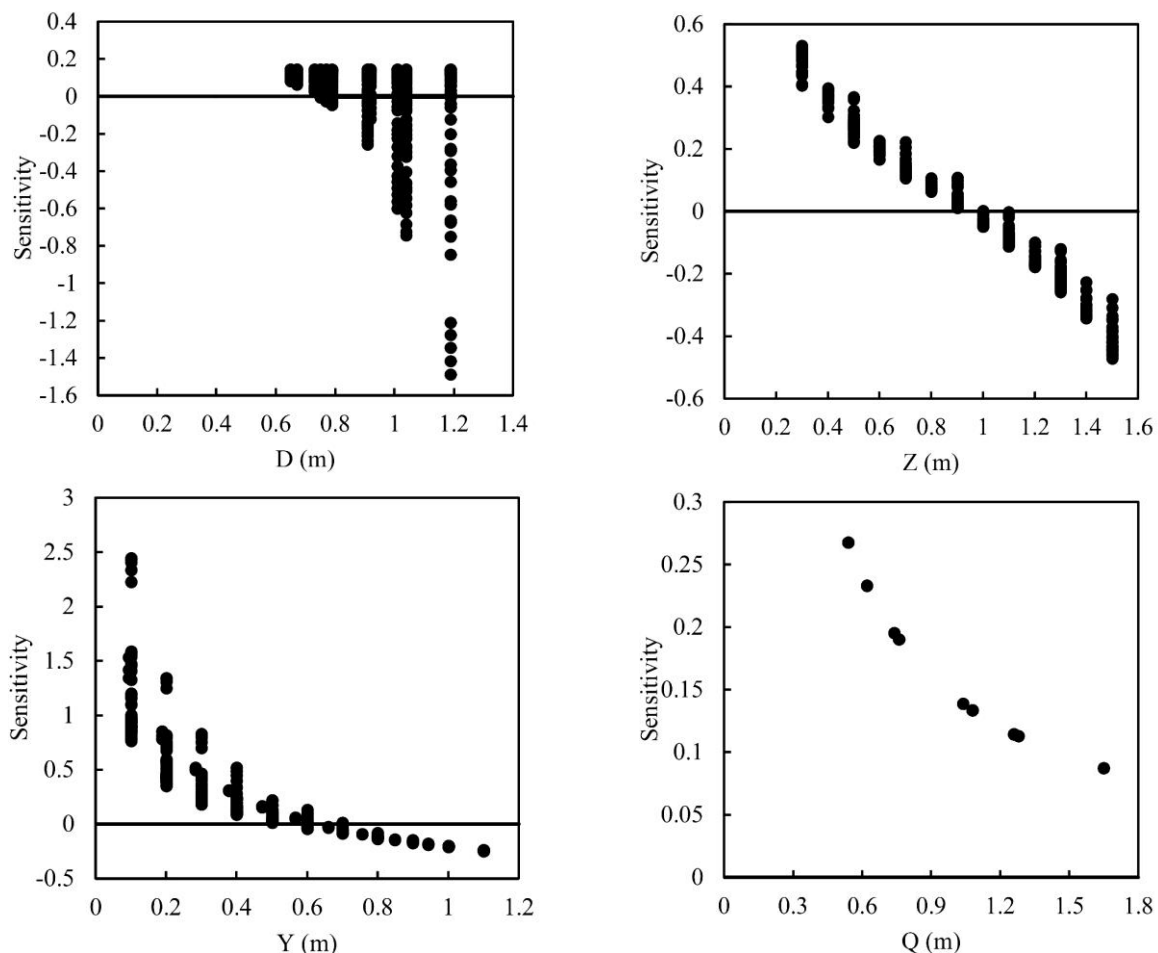 0.4
0.2
0
-0.2
-0.4
-0.6
-0.8
-1
-1.2
-1.4
-1.6
Sensitivity
0 0.2 0.4 0.6 0.8 1 1.2 1.4
D (m)
0.6
0.4
0.2
0
-0.2
-0.4
-0.6
Sensitivity
0 0.2 0.4 0.6 0.8 1 1.2 1.4 1.6
Z (m)
3
2.5
2
1.5
1
0.5
0
-0.5
Sensitivity
0 0.2 0.4 0.6 0.8 1 1.2
Y (m)
0.3
0.25
0.2
0.15
0.1
0.05
0
Sensitivity
0 0.3 0.6 0.9 1.2 1.5 1.8
Q (m)